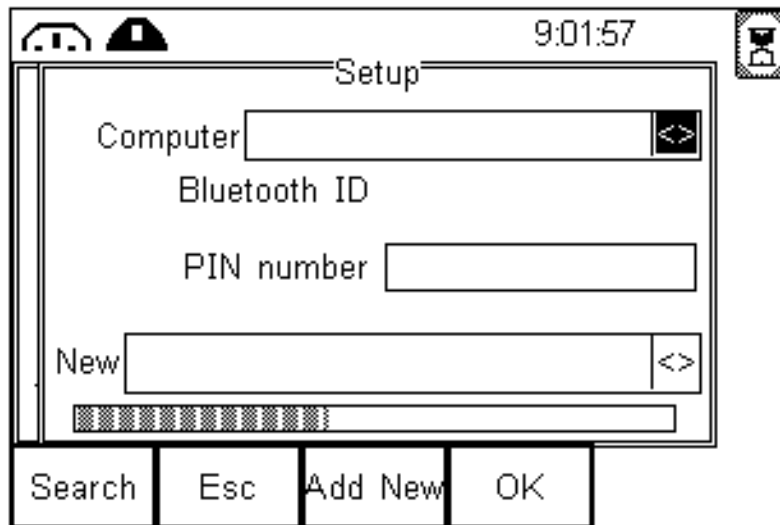 9:01:57
Setup
Computer <>
Bluetooth ID
PIN number
New <>
Search Esc Add New OK